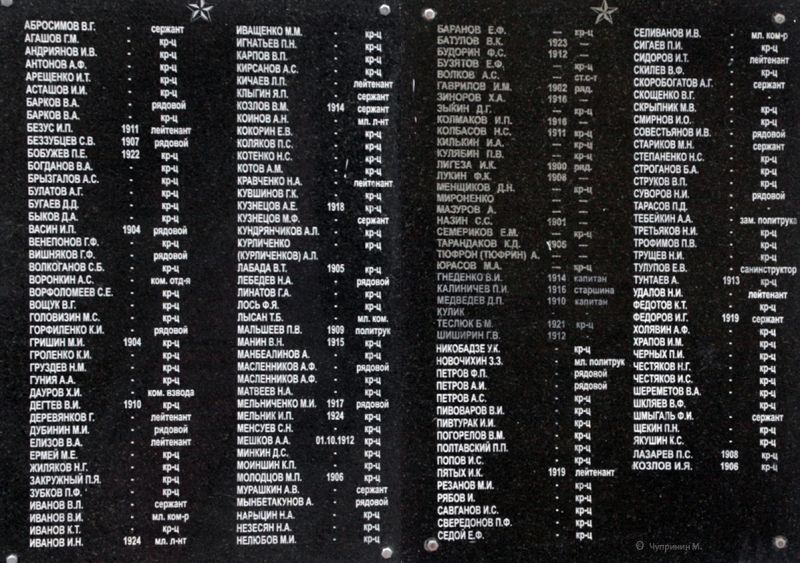 АБРОСИМОВ В.Г. - сержант
АГАШОВ Г.М. - кр-ц
АНДРИЯНОВ И.В. - кр-ц
АНТОНОВ А.Ф. - кр-ц
АРЕЩЕНКО И.Т. - кр-ц
АСТАШОВ И.И. - кр-ц
БАРКОВ В.А. - рядовой
БАРКОВ В.А. - кр-ц
БЕЗУС И.П. 1911 лейтенант
БЕЗЗУБЦЕВ С.В. 1907 рядовой
БОБУЖЕВ П.Е. 1922 кр-ц
БОГДАНОВ В.А. - кр-ц
БРЫЗГАЛОВ А.С. - кр-ц
БУЛАТОВ А.Г. - кр-ц
БУГАЕВ Д.Д. - кр-ц
БЫКОВ Д.А. - кр-ц
ВАСИН И.П. 1904 рядовой
ВЕНЕПОНОВ Г.Ф. - кр-ц
ВИШНЯКОВ Г.Ф. - рядовой
ВОЛКОГАНОВ С.Б. - кр-ц
ВОРОНКИН А.С. - ком. отд-я
ВОРФОЛОМЕЕВ С.Е. - кр-ц
ВОЩУК В.Г. - кр-ц
ГОЛОВИЗИН М.С. - кр-ц
ГОРФИЛЕНКО К.И. - рядовой
ГРИШИН М.И. 1904 кр-ц
ГРОЛЕНКО К.И. - кр-ц
ГРУЗДЕВ Н.М. - кр-ц
ГУНИЯ А.А. - кр-ц
ДАУРОВ Х.И. - ком. взвода
ДЕГТЕВ В.И. 1910 кр-ц
ДЕРЕВЯНКОВ Г. - лейтенант
ДУБИНИН М.И. - рядовой
ЕЛИЗОВ В.А. - лейтенант
ЕРМЕЙ М.Е. - кр-ц
ЖИЛЯКОВ Н.Г. - кр-ц
ЗАКРУЖНЫЙ П.Я. - кр-ц
ЗУБКОВ П.Ф. - кр-ц
ИВАНОВ В.Л. - сержант
ИВАНОВ В.И. - мл. ком-р
ИВАНОВ К.Т. - кр-ц
ИВАНОВ И.Н. 1924 мл. л-нт
ИВАЩЕНКО М.М. - кр-ц
ИГНАТЬЕВ П.Н. - кр-ц
КАРПОВ В.П. - кр-ц
КИРСАНОВ А.С. - кр-ц
КИЧАЕВ Л.П. - лейтенант
КЛЫГИН Я.П. - сержант
КОЗЛОВ В.М. 1914 сержант
КОИНОВ А.Н. - мл. л-нт
КОКОРИН Е.В. - кр-ц
КОЛЯКОВ П.С. - кр-ц
КОТЕНКО Н.С. - кр-ц
КОТОВ А.М. - кр-ц
КРАВЧЕНКО Н.А. - лейтенант
КУВШИНОВ Г.К. - кр-ц
КУЗНЕЦОВ А.Е. 1918 кр-ц
КУЗНЕЦОВ М.Ф. - сержант
КУНДРЯНЧИКОВ А.Л. - кр-ц
КУРЛИЧЕНКО - кр-ц
(КУРЛИЧЕНКОВ) А.Л.
ЛАБАДА В.Т. 1905 кр-ц
ЛЕБЕДЕВ Н.А. - рядовой
ЛИНАТОВ Г.А. - кр-ц
ЛОСЬ Ф.Я. - кр-ц
ЛЫСАН Т.Б. - мл. ком.
МАЛЬШЕЕВ П.В. 1909 политрук
МАНИН В.Н. 1915 кр-ц
МАНБЕАЛИНОВ А. - кр-ц
МАСЛЕННИКОВ А.Ф. - рядовой
МАСЛЕННИКОВ А.Ф. - кр-ц
МАТВЕЕВ Н.А. - кр-ц
МЕЛЬНИЧЕНКО М.И. 1917 рядовой
МЕЛЬНИК И.П. 1924 кр-ц
МЕНСУЕВ С.Н. - кр-ц
МЕШКОВ А.А. 01.10.1912 кр-ц
МИНКИН Д.С. - кр-ц
МОИНШИН К.П. - кр-ц
МОЛОДЦОВ М.П. 1906 кр-ц
МУРАШКИН А.В. - сержант
МЫНБЕТАКУНОВ А. - рядовой
НАРЫЦИН Н.А. - кр-ц
НЕЗЕСЯН Н.А. - кр-ц
НЕЛЮБОВ М.И. - кр-ц
БАРАНОВ Е.Ф. — кр-ц
БАТУЛОВ В.К. 1923 —
БУДОРИН Ф.С. 1912 —
БУЗЯТОВ Е.Ф. — кр-ц
ВОЛКОВ А.С. — ст.с-т
ГАВРИЛОВ И.М. 1902 ряд.
ЗИНОРОВ Х.А. 1916 —
ЗЫКИН Д.Г. — кр-ц
КОЛМАКОВ И.П. 1916 —
КОЛБАСОВ Н.С. 1911 кр-ц
КИЛЬКИН И.А. — кр-ц
КУЛЯБИН П.В. — кр-ц
ЛИГЕЗА И.К. 1900 ряд.
ЛУКИН Ф.К. 1908 —
МЕНЩИКОВ Д.Н. — кр-ц
МИРОНЕНКО — —
МАЗУРОВ А. — —
НАЗИН С.С. 1901 —
СЕМЕРИКОВ Е.М. — кр-ц
ТАРАНДАКОВ К.Д. 1905 —
ТЮФРОН (ТЮФРИН) А. —
ЮРАСОВ М.А. — кр-ц
ГНЕДЕНКО В.И. 1914 капитан
КАЛИНИЧЕВ П.И. 1916 старшина
МЕДВЕДЕВ Д.П. 1910 капитан
КУЛИК - -
ТЕСЛЮК Б.М. 1921 кр-ц
ШИШИРИН Г.В. 1912 -
НИКОБАДЗЕ У.К. - кр-ц
НОВОЧИХИН З.З. - мл. политрук
ПЕТРОВ Ф.П. - рядовой
ПЕТРОВ А.И. - рядовой
ПЕТРОВ А.С. - кр-ц
ПИВОВАРОВ В.И. - кр-ц
ПИВТУРАК И.И. - кр-ц
ПОГОРЕЛОВ В.М. - кр-ц
ПОЛТАВСКИЙ П.П. - кр-ц
ПОПОВ И.С. - кр-ц
ПЯТЫХ И.К. 1919 лейтенант
РЕЗАНОВ М.И. - кр-ц
РЯБОВ И. - кр-ц
САВГАНОВ И.С. - кр-ц
СВЕРЕДОНОВ П.Ф. - кр-ц
СЕДОЙ Е.Ф. - кр-ц
СЕЛИВАНОВ И.В. - мл. ком-р
СИГАЕВ П.И. - кр-ц
СИДОРОВ И.Т. - лейтенант
СКИЛЕВ В.Ф. - кр-ц
СКОРОБОГАТОВ А.Г. - сержант
СКОЩЕНКО В.Г. - кр-ц
СКРЫПНИК М.В. - кр-ц
СМИРНОВ И.О. - кр-ц
СОВЕСТЬЯНОВ И.В. - рядовой
СТАРИКОВ М.Н. - сержант
СТЕПАНЕНКО Н.С. - кр-ц
СТРОГАНОВ Б.А. - кр-ц
СТРУКОВ В.П. - кр-ц
СУВОРОВ Н.И. - рядовой
ТАРАСОВ П.Д. -
ТЕБЕЙКИН А.А. - зам. политрука
ТРЕТЬЯКОВ Н.И. - кр-ц
ТРОФИМОВ П.В. - кр-ц
ТРУЩЕВ Н.И. - кр-ц
ТУЛУПОВ Е.В. - санинструктор
ТУНТАЕВ А. 1913 кр-ц
УДАЛОВ Н.И. - лейтенант
ФЕДОТОВ К.Т. - кр-ц
ФЕДОРОВ И.Г. 1919 сержант
ХОЛЯВИН А.Ф. - кр-ц
ХРАПОВ И.М. - кр-ц
ЧЕРНЫХ П.И. - кр-ц
ЧЕСТЯКОВ Н.Г. - кр-ц
ЧЕСТЯКОВ И.С. - кр-ц
ШЕРЕМЕТОВ В.А. - кр-ц
ШКЛЯЕВ В.Ф. - кр-ц
ШМЫГАЛЬ Ф.И. - сержант
ЩЕКИН П.Н. - кр-ц
ЯКУШИН К.С. - кр-ц
ЛАЗАРЕВ П.С. 1908 кр-ц
КОЗЛОВ И.Я. 1906 кр-ц
© Чупринин М.